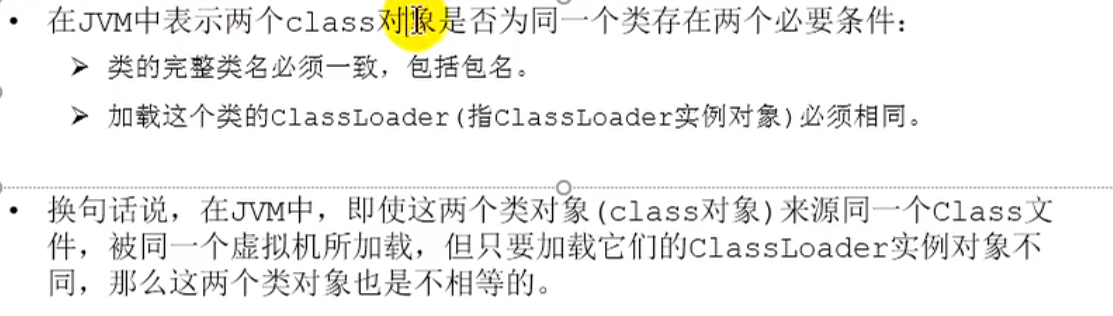 • 在JVM中表示两个class对象是否为同一个类存在两个必要条件：
➢ 类的完整类名必须一致，包括包名。
➢ 加载这个类的ClassLoader(指ClassLoader实例对象)必须相同。
• 换句话说，在JVM中，即使这两个类对象(class对象)来源同一个Class文
件，被同一个虚拟机所加载，但只要加载它们的ClassLoader实例对象不
同，那么这两个类对象也是不相等的。